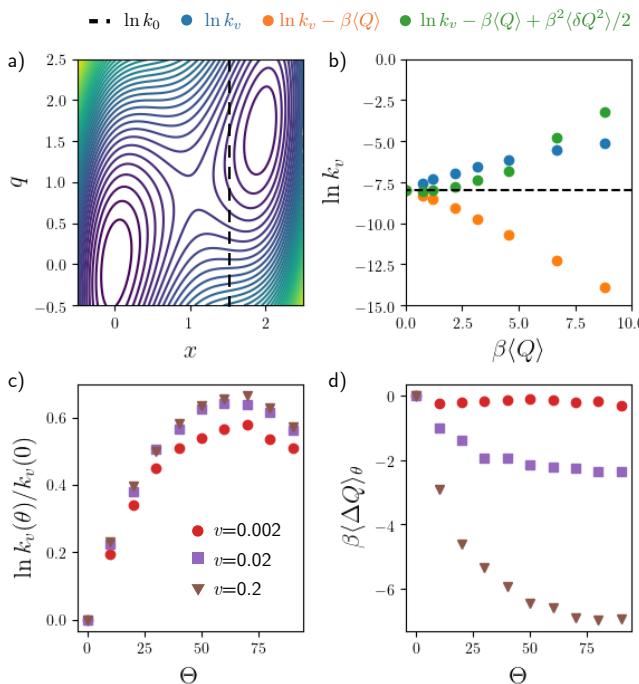 ln k₀ ln kᵥ ln kᵥ − β⟨Q⟩ ln kᵥ − β⟨Q⟩ + β²⟨δQ²⟩/2
a) b)
2.5
2.0
1.5
1.0
0.5
0.0
−0.5
q
0 1 2
x
0.0
−2.5
−5.0
−7.5
−10.0
−12.5
−15.0
ln kᵥ
0.0 2.5 5.0 7.5 10.0
β⟨Q⟩
c) d)
0.6
0.4
0.2
0.0
ln kᵥ(θ)/kᵥ(0)
v=0.002
v=0.02
v=0.2
0 25 50 75
Θ
0
−2
−4
−6
β⟨ΔQ⟩θ
0 25 50 75
Θ